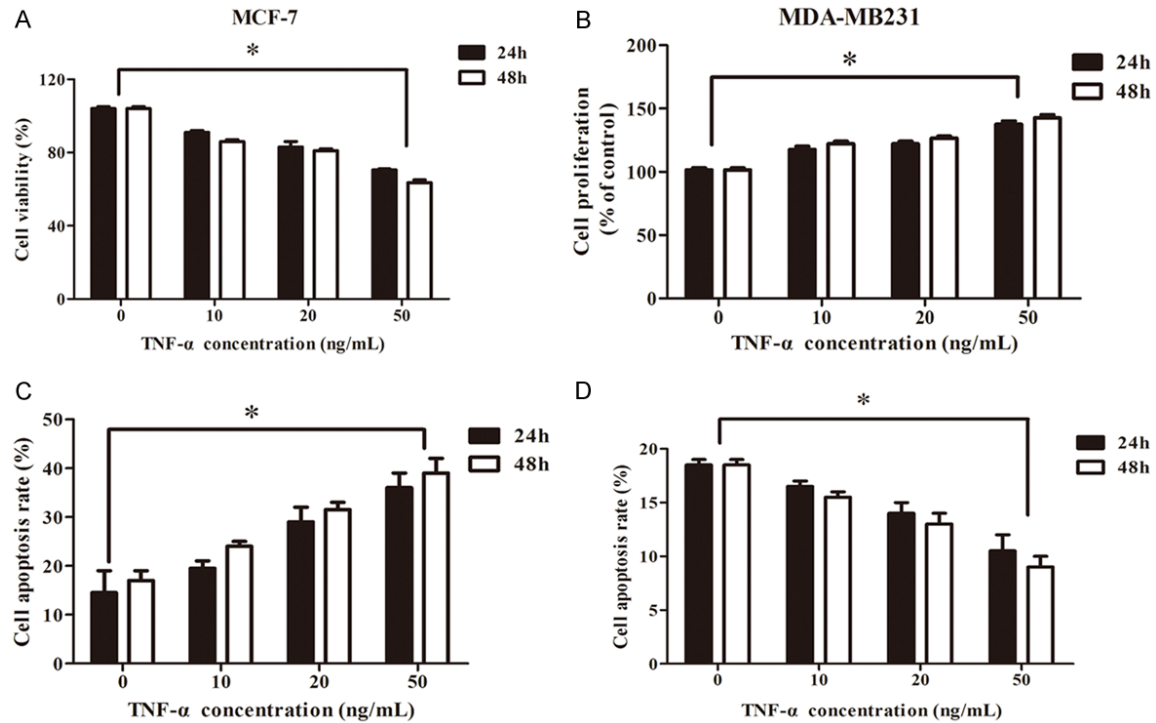 A
MCF-7
*
24h
48h
120
80
40
0
Cell viability (%)
0 10 20 50
TNF-α concentration (ng/mL)
B
MDA-MB231
*
24h
48h
200
150
100
50
0
Cell proliferation
(% of control)
0 10 20 50
TNF-α concentration (ng/mL)
C
*
24h
48h
50
40
30
20
10
0
Cell apoptosis rate (%)
0 10 20 50
TNF-α concentration (ng/mL)
D
*
24h
48h
20
15
10
5
0
Cell apoptosis rate (%)
0 10 20 50
TNF-α concentration (ng/mL)